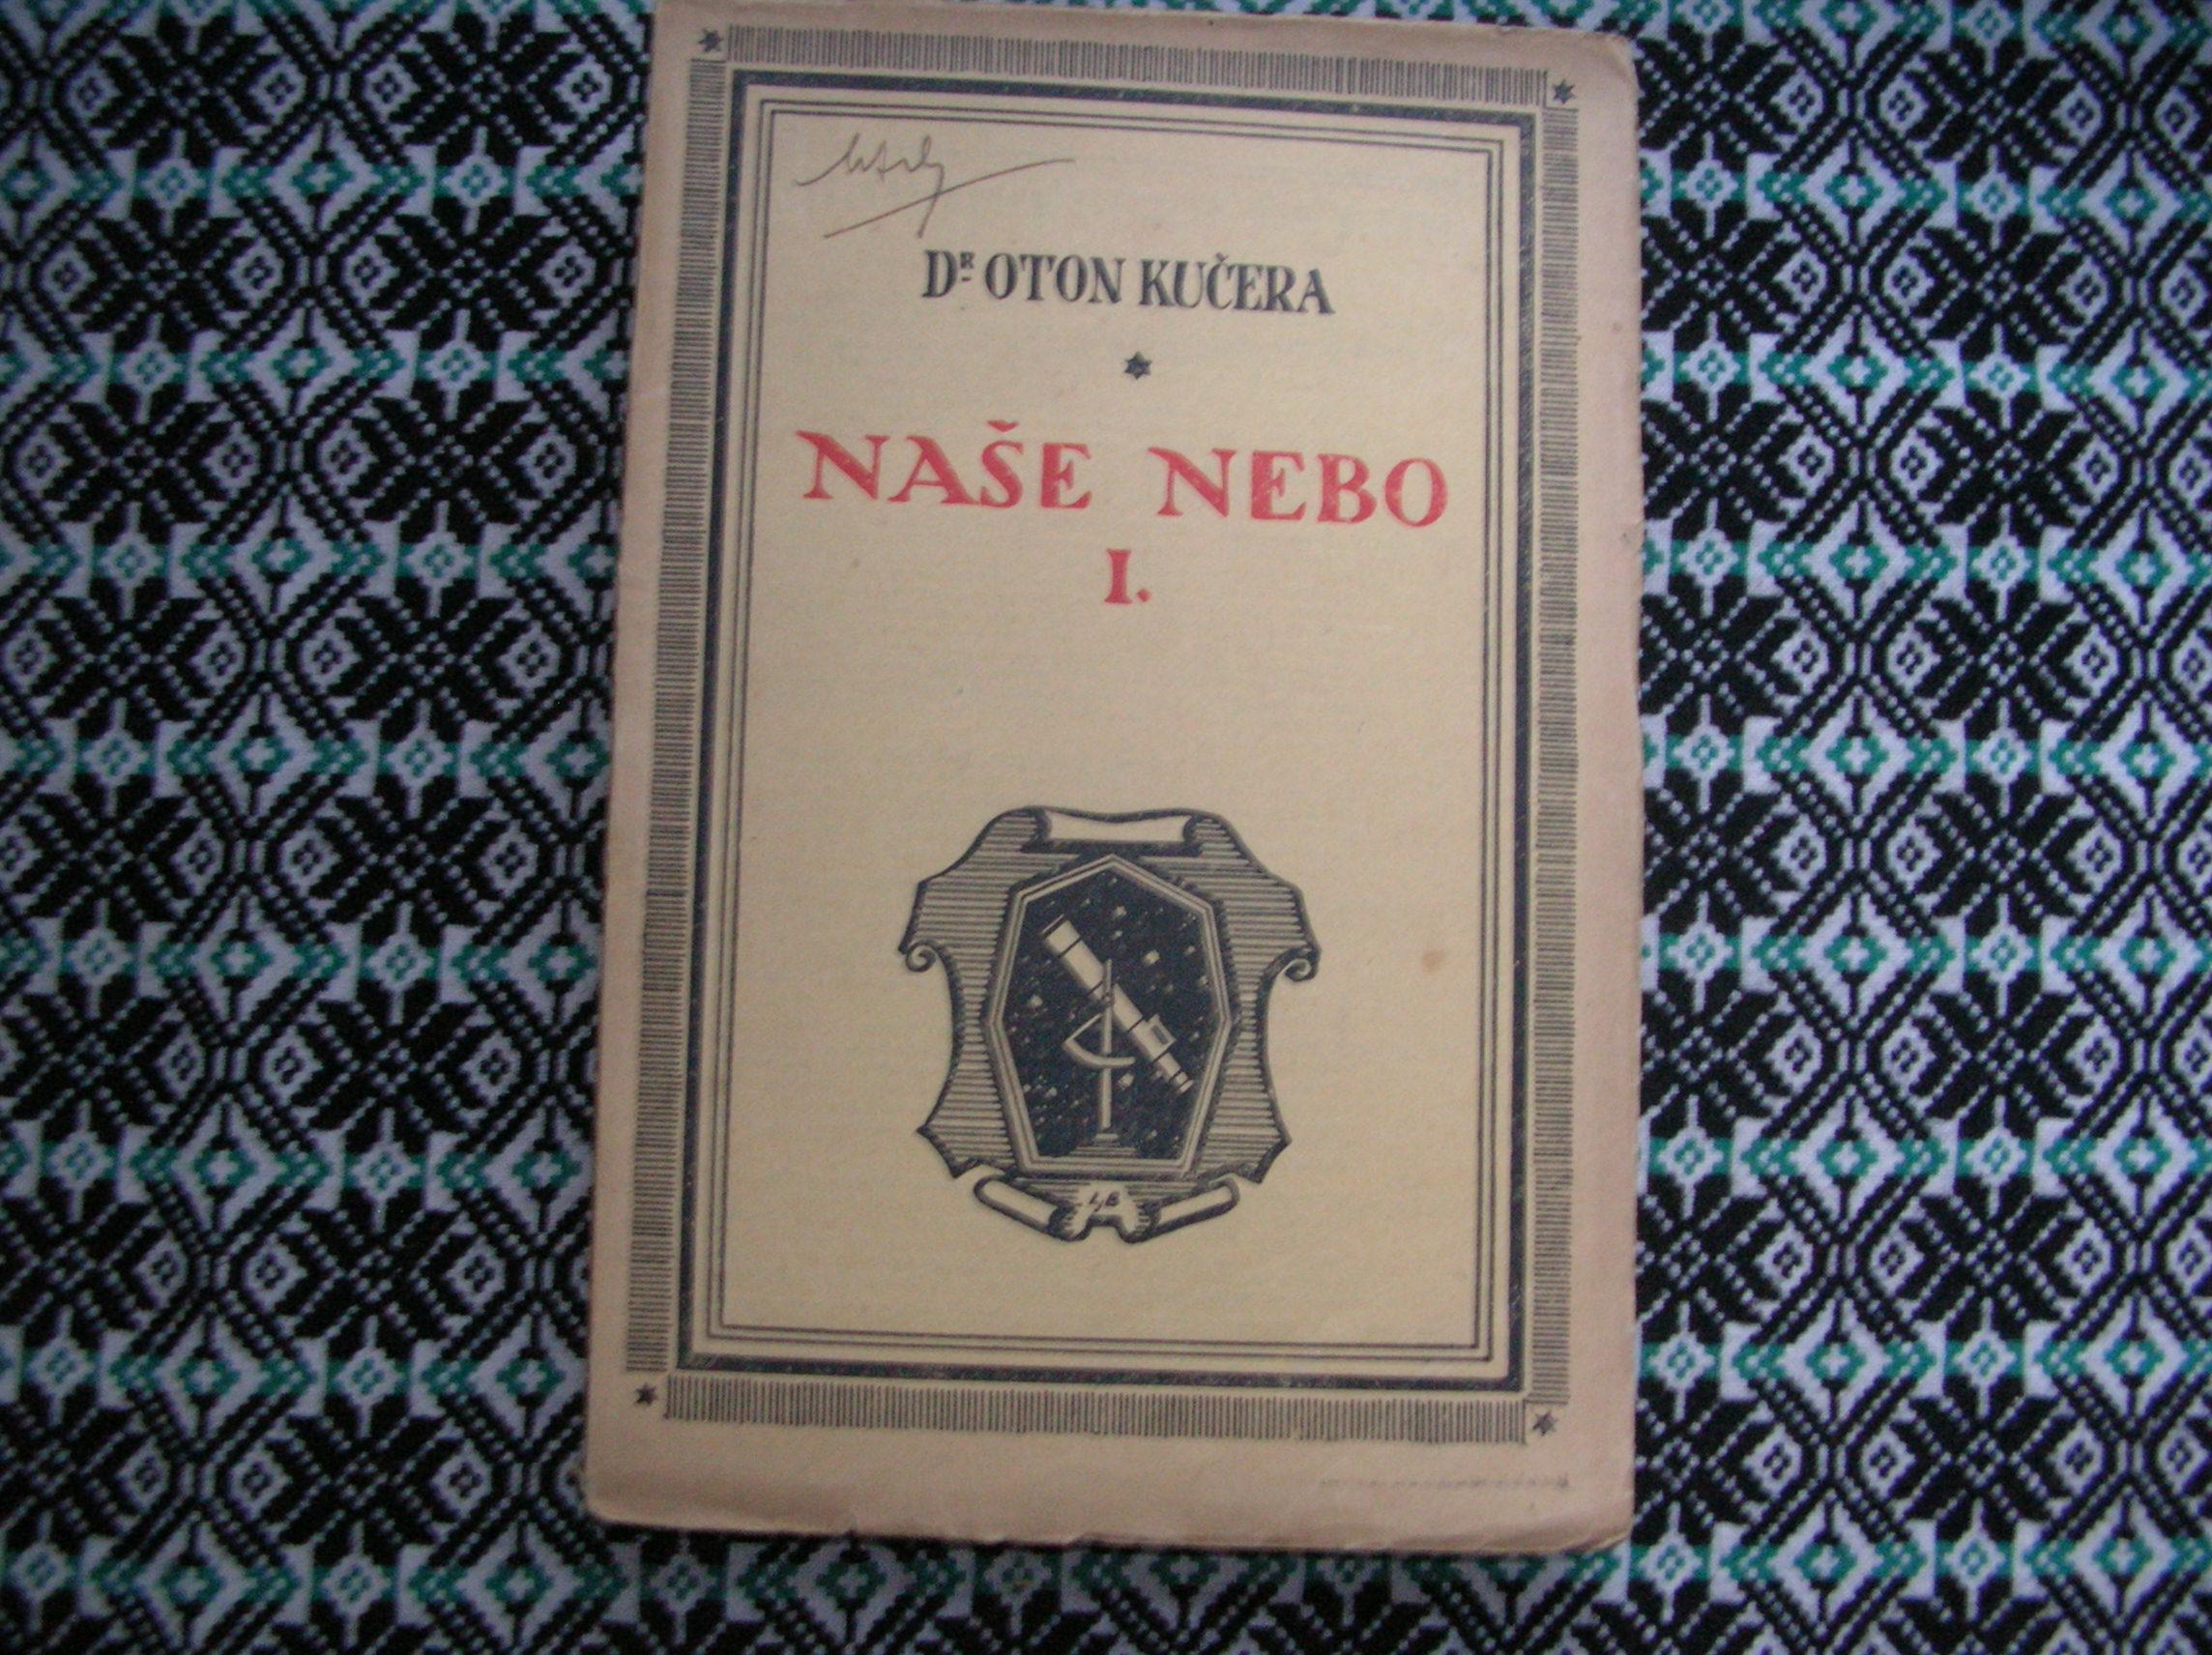 Dᴿ OTON KUČERA
NAŠE NEBO
I.